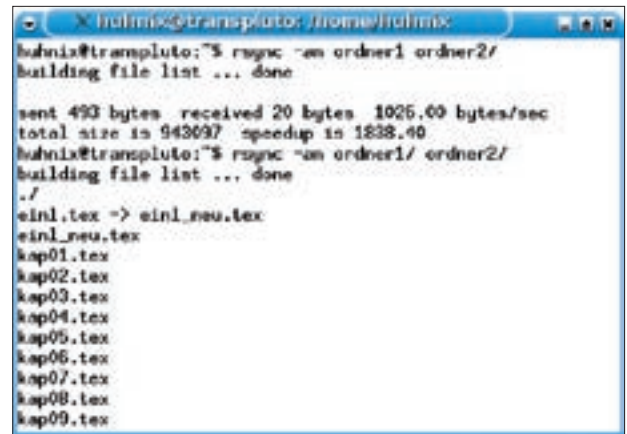 huhnix@transpluto: /home/huhnix
huhnix@transpluto:~$ rsync -av ordner1 ordner2/
building file list ... done
sent 493 bytes received 20 bytes 1026.00 bytes/sec
total size is 943097 speedup is 1838.40
huhnix@transpluto:~$ rsync -av ordner1/ ordner2/
building file list ... done
./
einl.tex -> einl_neu.tex
einl_neu.tex
kap01.tex
kap02.tex
kap03.tex
kap04.tex
kap05.tex
kap06.tex
kap07.tex
kap08.tex
kap09.tex